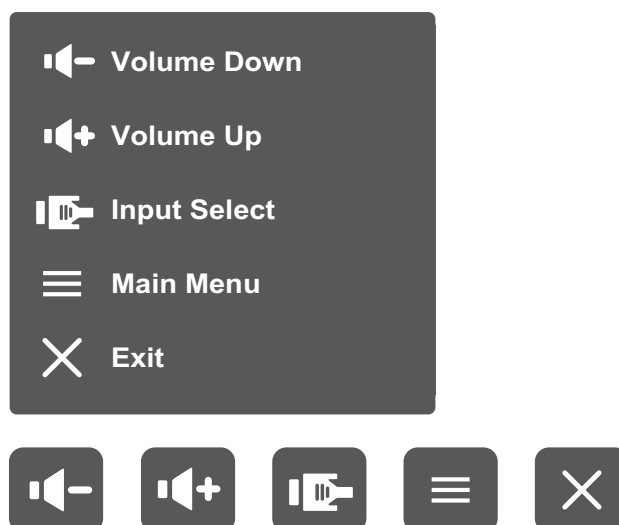 Volume Down
Volume Up
Input Select
Main Menu
Exit